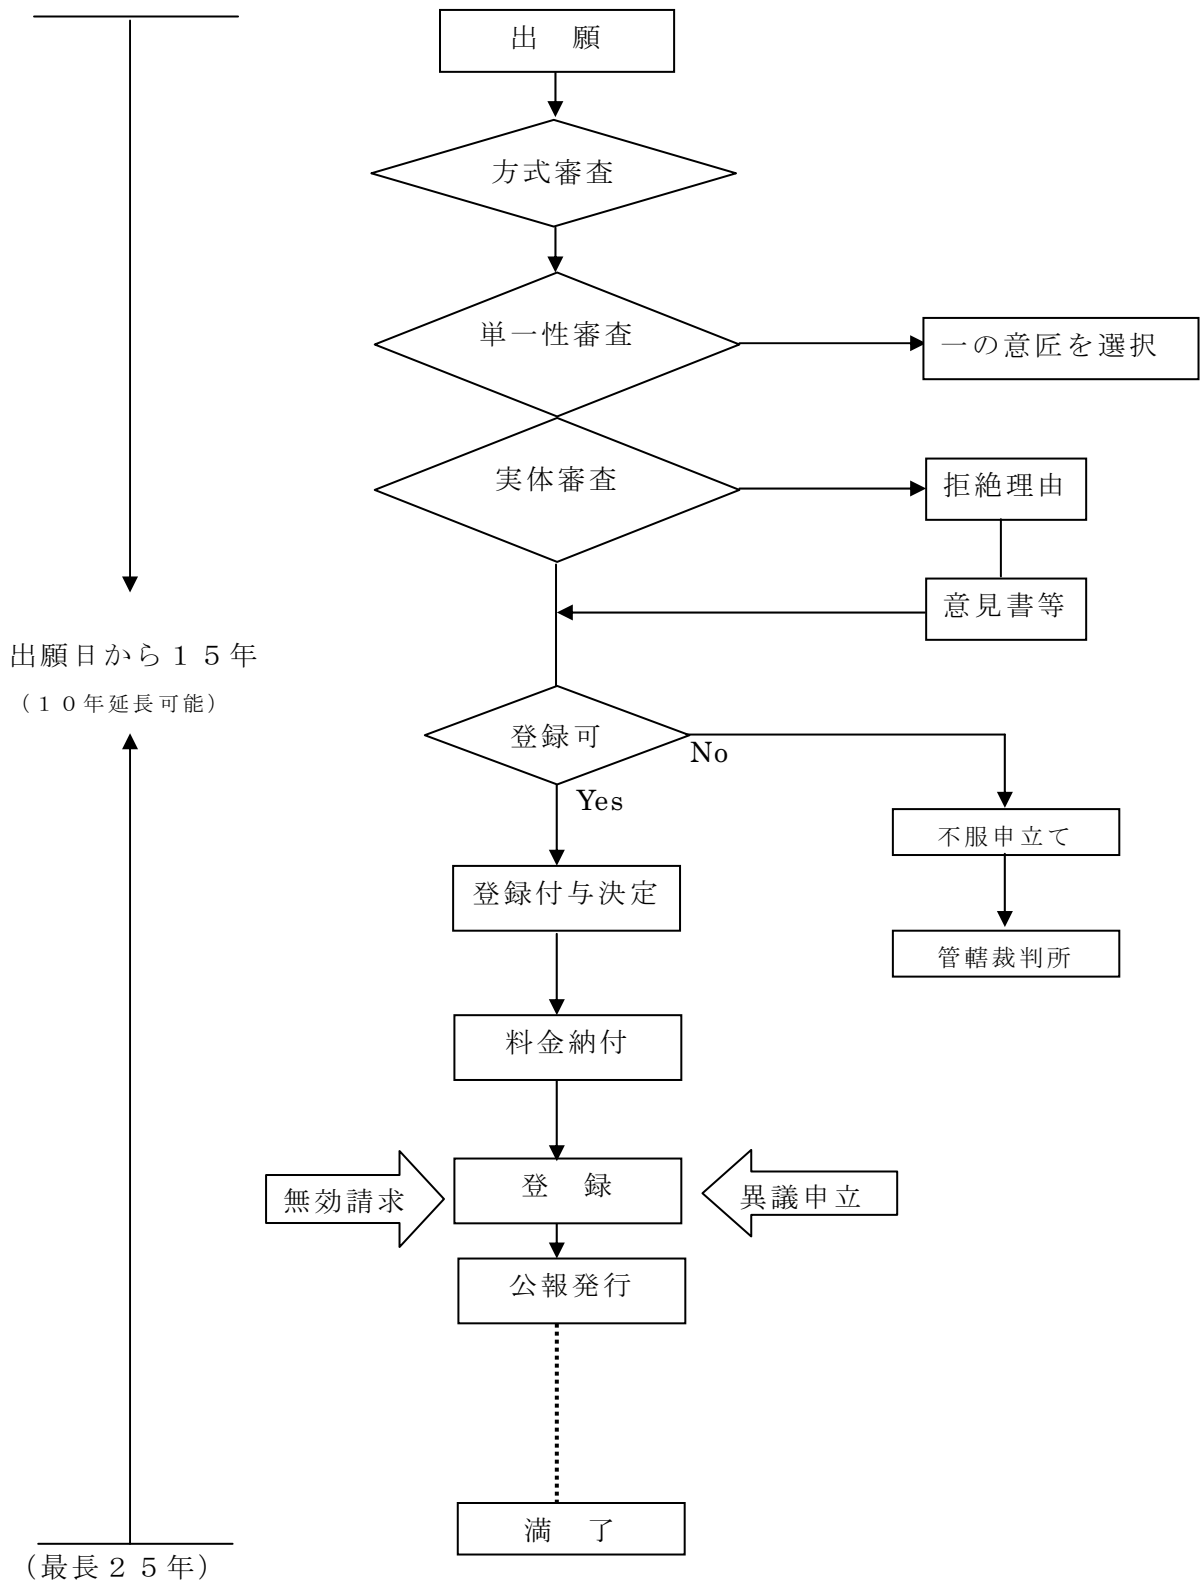 出　願
方式審査
単一性審査
一の意匠を選択
実体審査
拒絶理由
意見書等
出願日から１５年
（１０年延長可能）
登録可
No
Yes
不服申立て
登録付与決定
管轄裁判所
料金納付
無効請求
登　録
異議申立
公報発行
満　了
（最長２５年）